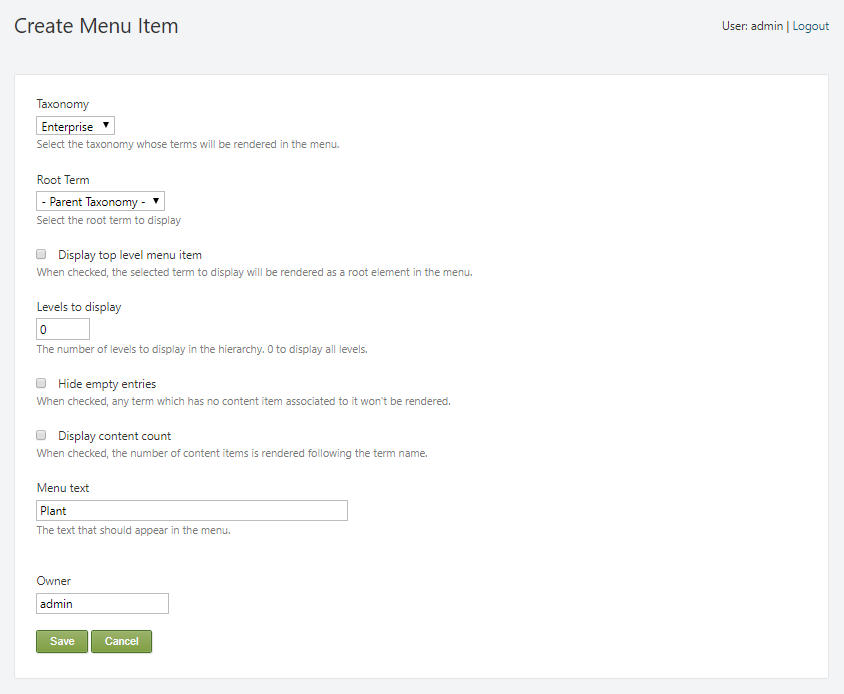 Create Menu Item
User: admin | Logout
Taxonomy
Enterprise
Select the taxonomy whose terms will be rendered in the menu.
Root Term
- Parent Taxonomy -
Select the root term to display
Display top level menu item
When checked, the selected term to display will be rendered as a root element in the menu.
Levels to display
0
The number of levels to display in the hierarchy. 0 to display all levels.
Hide empty entries
When checked, any term which has no content item associated to it won't be rendered.
Display content count
When checked, the number of content items is rendered following the term name.
Menu text
Plant
The text that should appear in the menu.
Owner
admin
Save Cancel